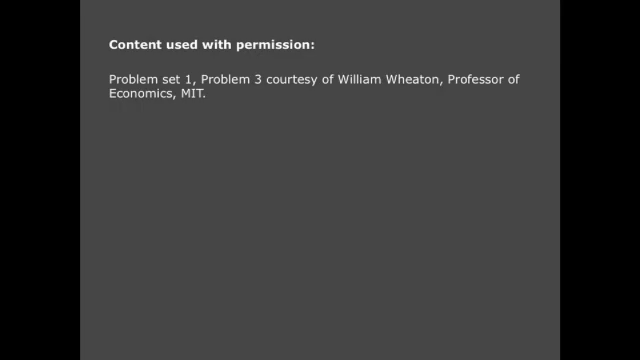 Content used with permission:
Problem set 1, Problem 3 courtesy of William Wheaton, Professor of
Economics, MIT.